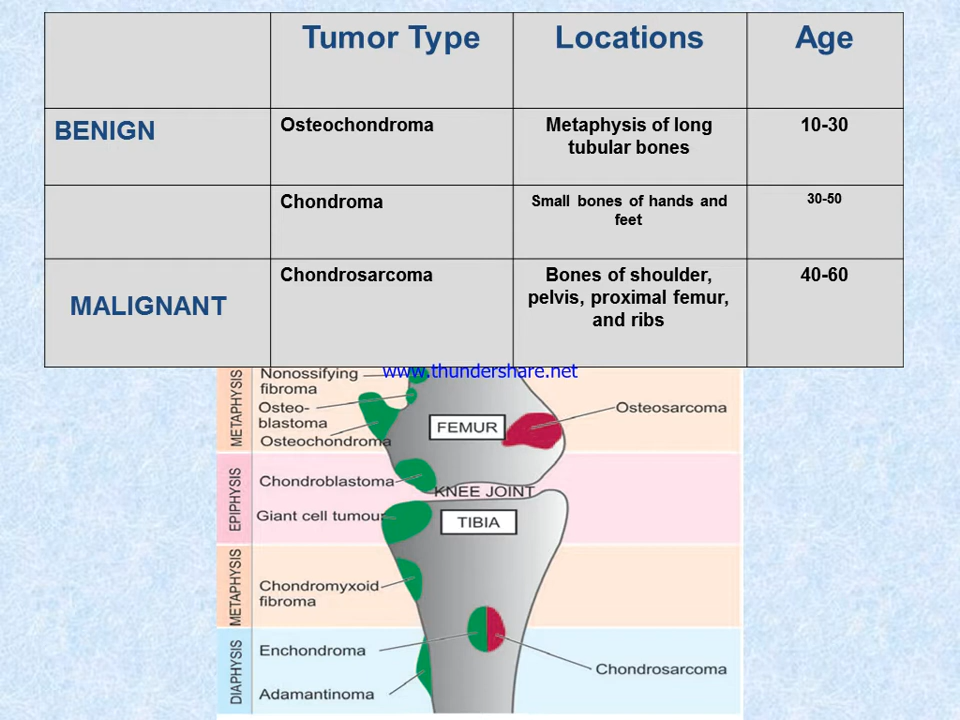 Tumor Type
Locations
Age
BENIGN
Osteochondroma
Metaphysis of long
tubular bones
10-30
Chondroma
Small bones of hands and
feet
30-50
MALIGNANT
Chondrosarcoma
Bones of shoulder,
pelvis, proximal femur,
and ribs
40-60
www.thundershare.net
METAPHYSIS
Nonossifying
fibroma
Osteo-
blastoma
Osteochondroma
FEMUR
Osteosarcoma
EPIPHYSIS
Chondroblastoma
KNEE JOINT
Giant cell tumour
TIBIA
METAPHYSIS
Chondromyxoid
fibroma
DIAPHYSIS
Enchondroma
Chondrosarcoma
Adamantinoma